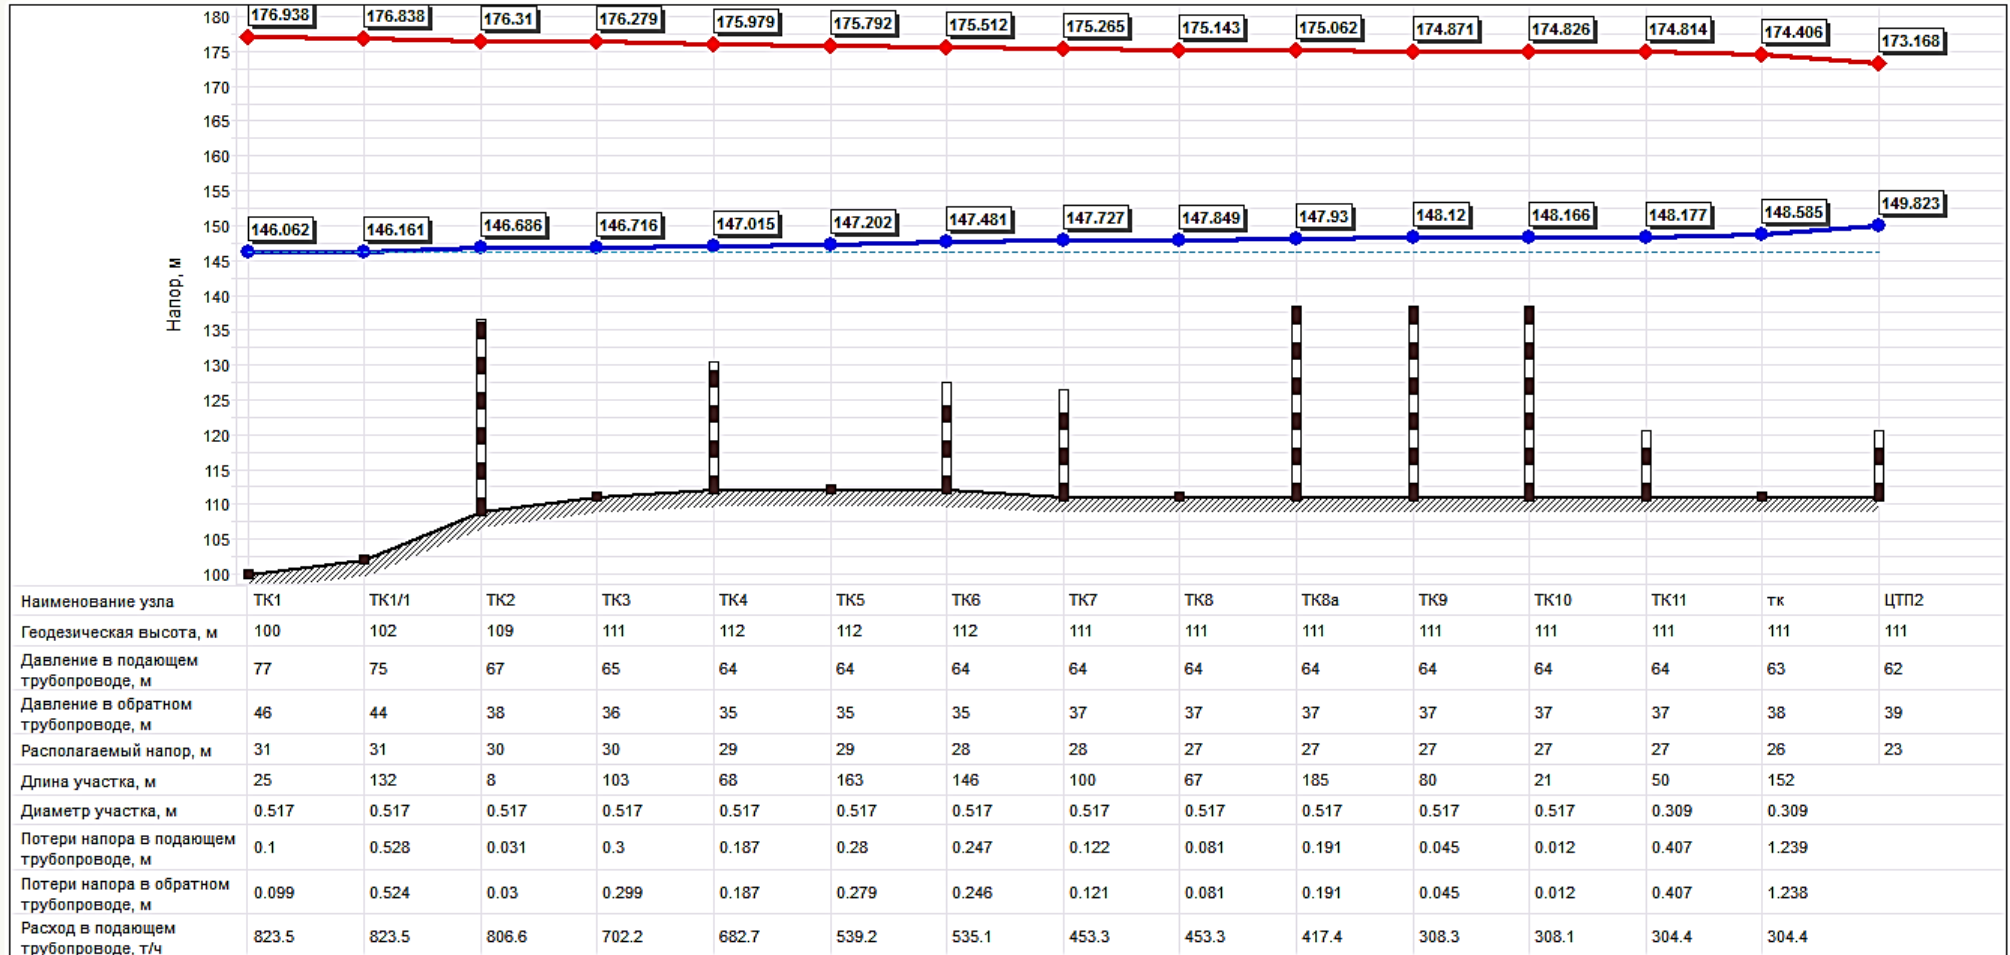 180
176.938 176.838 176.31 176.279 175.979 175.792 175.512 175.265 175.143 175.062 174.871 174.826 174.814 174.406 173.168
175
170
165
160
155
150
146.062 146.161 146.686 146.716 147.015 147.202 147.481 147.727 147.849 147.93 148.12 148.166 148.177 148.585 149.823
145
140
135
130
125
120
115
110
105
100
Напор, м
Наименование узла ТК1 ТК1/1 ТК2 ТК3 ТК4 ТК5 ТК6 ТК7 ТК8 ТК8а ТК9 ТК10 ТК11 тк ЦТП2
Геодезическая высота, м 100 102 109 111 112 112 112 111 111 111 111 111 111 111 111
Давление в подающем
трубопроводе, м 77 75 67 65 64 64 64 64 64 64 64 64 64 63 62
Давление в обратном
трубопроводе, м 46 44 38 36 35 35 35 37 37 37 37 37 37 38 39
Располагаемый напор, м 31 31 30 30 29 29 28 28 27 27 27 27 27 26 23
Длина участка, м 25 132 8 103 68 163 146 100 67 185 80 21 50 152
Диаметр участка, м 0.517 0.517 0.517 0.517 0.517 0.517 0.517 0.517 0.517 0.517 0.517 0.517 0.309 0.309
Потери напора в подающем
трубопроводе, м 0.1 0.528 0.031 0.3 0.187 0.28 0.247 0.122 0.081 0.191 0.045 0.012 0.407 1.239
Потери напора в обратном
трубопроводе, м 0.099 0.524 0.03 0.299 0.187 0.279 0.246 0.121 0.081 0.191 0.045 0.012 0.407 1.238
Расход в подающем
трубопроводе, т/ч 823.5 823.5 806.6 702.2 682.7 539.2 535.1 453.3 453.3 417.4 308.3 308.1 304.4 304.4